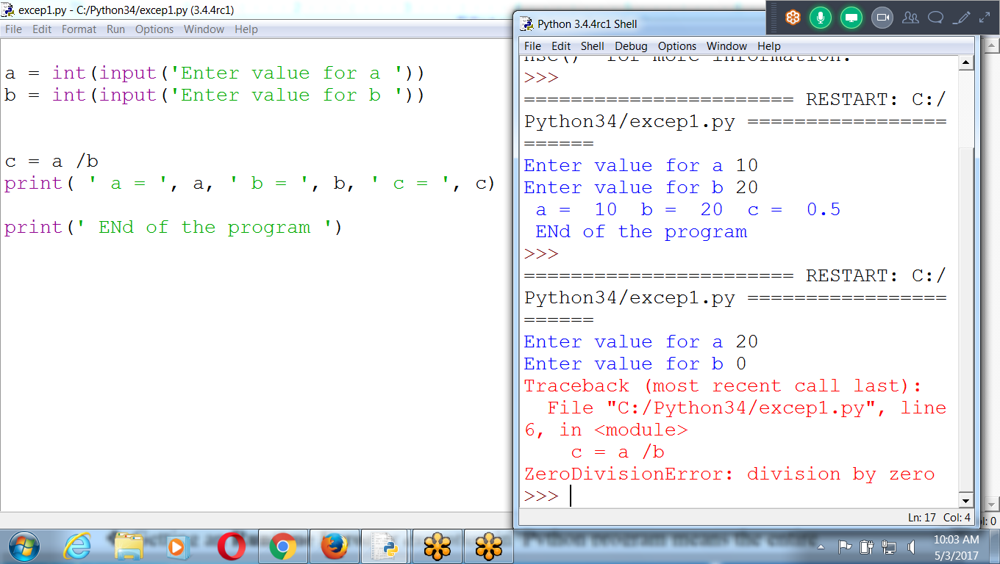 excep1.py - C:/Python34/excep1.py (3.4.4rc1)
File Edit Format Run Options Window Help
a = int(input('Enter value for a '))
b = int(input('Enter value for b '))
c = a /b
print( ' a = ', a, ' b = ', b, ' c = ', c)
print(' ENd of the program ')
Python 3.4.4rc1 Shell
File Edit Shell Debug Options Window Help
nse()" for more information.
>>>
======================= RESTART: C:/
Python34/excep1.py =================
======
Enter value for a 10
Enter value for b 20
 a =  10  b =  20  c =  0.5
 ENd of the program
>>>
======================= RESTART: C:/
Python34/excep1.py =================
======
Enter value for a 20
Enter value for b 0
Traceback (most recent call last):
  File "C:/Python34/excep1.py", line
6, in <module>
    c = a /b
ZeroDivisionError: division by zero
>>>
Ln: 17 Col: 4
ol: 0
10:03 AM
5/3/2017